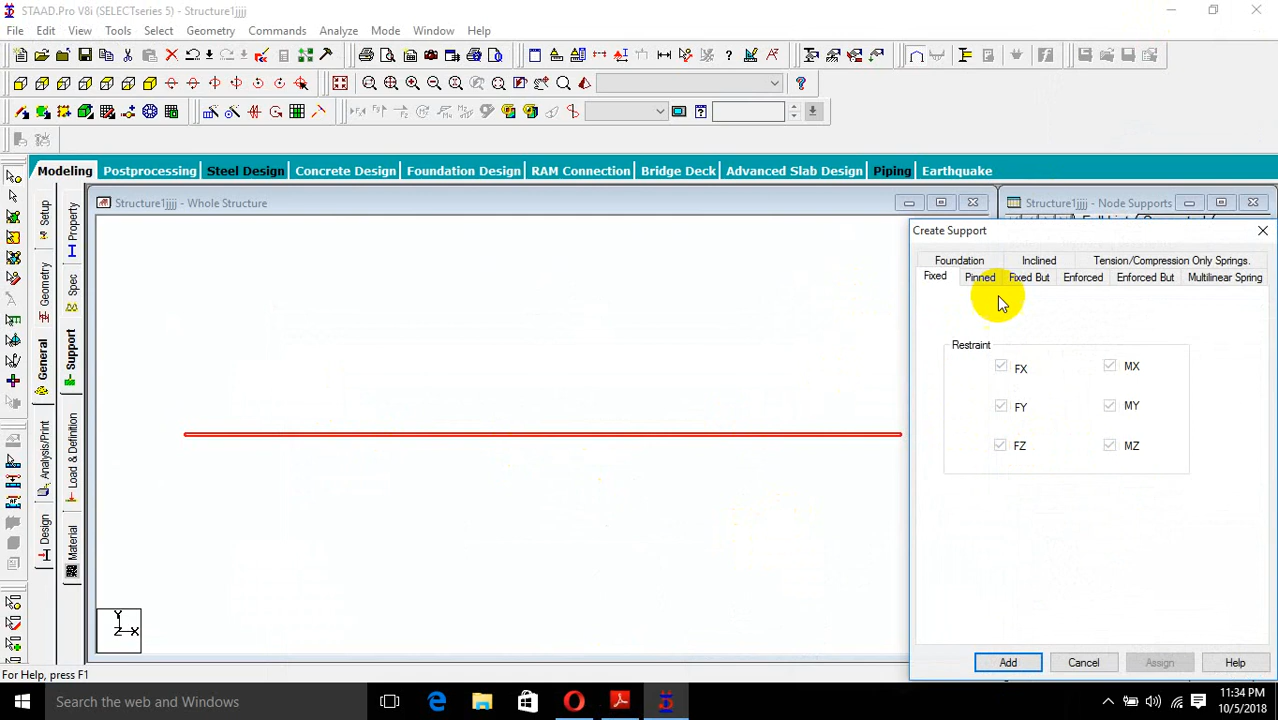 STAAD.Pro V8i (SELECTseries 5) - Structure1jjjj
File Edit View Tools Select Geometry Commands Analyze Mode Window Help
Modeling Postprocessing Steel Design Concrete Design Foundation Design RAM Connection Bridge Deck Advanced Slab Design Piping Earthquake
Setup
Geometry
General
Analysis/Print
Design
Property
Spec
Support
Load & Definition
Material
Structure1jjjj - Whole Structure
Structure1jjjj - Node Supports
Create Support
Foundation Inclined Tension/Compression Only Springs.
Fixed Pinned Fixed But Enforced Enforced But Multilinear Spring
Restraint
FX MX
FY MY
FZ MZ
Add Cancel Assign Help
Y
Z X
For Help, press F1
Search the web and Windows
11:34 PM
10/5/2018